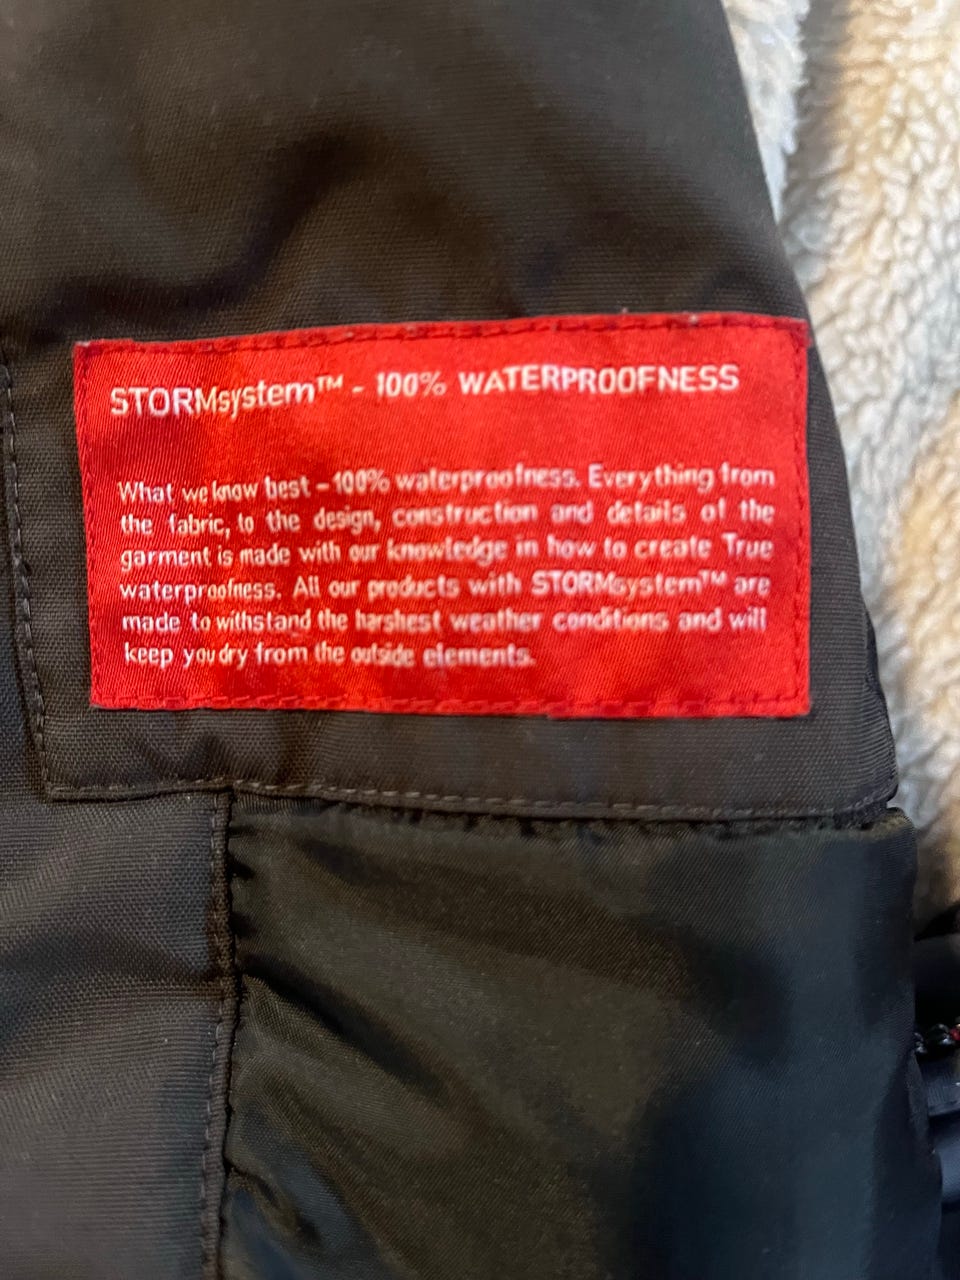 STORMsystem™ - 100% WATERPROOFNESS
What we know best - 100% waterproofness. Everything from
the fabric, to the design, construction and details of the
garment is made with our knowledge in how to create True
waterproofness. All our products with STORMsystem™ are
made to withstand the harshest weather conditions and will
keep you dry from the outside elements.